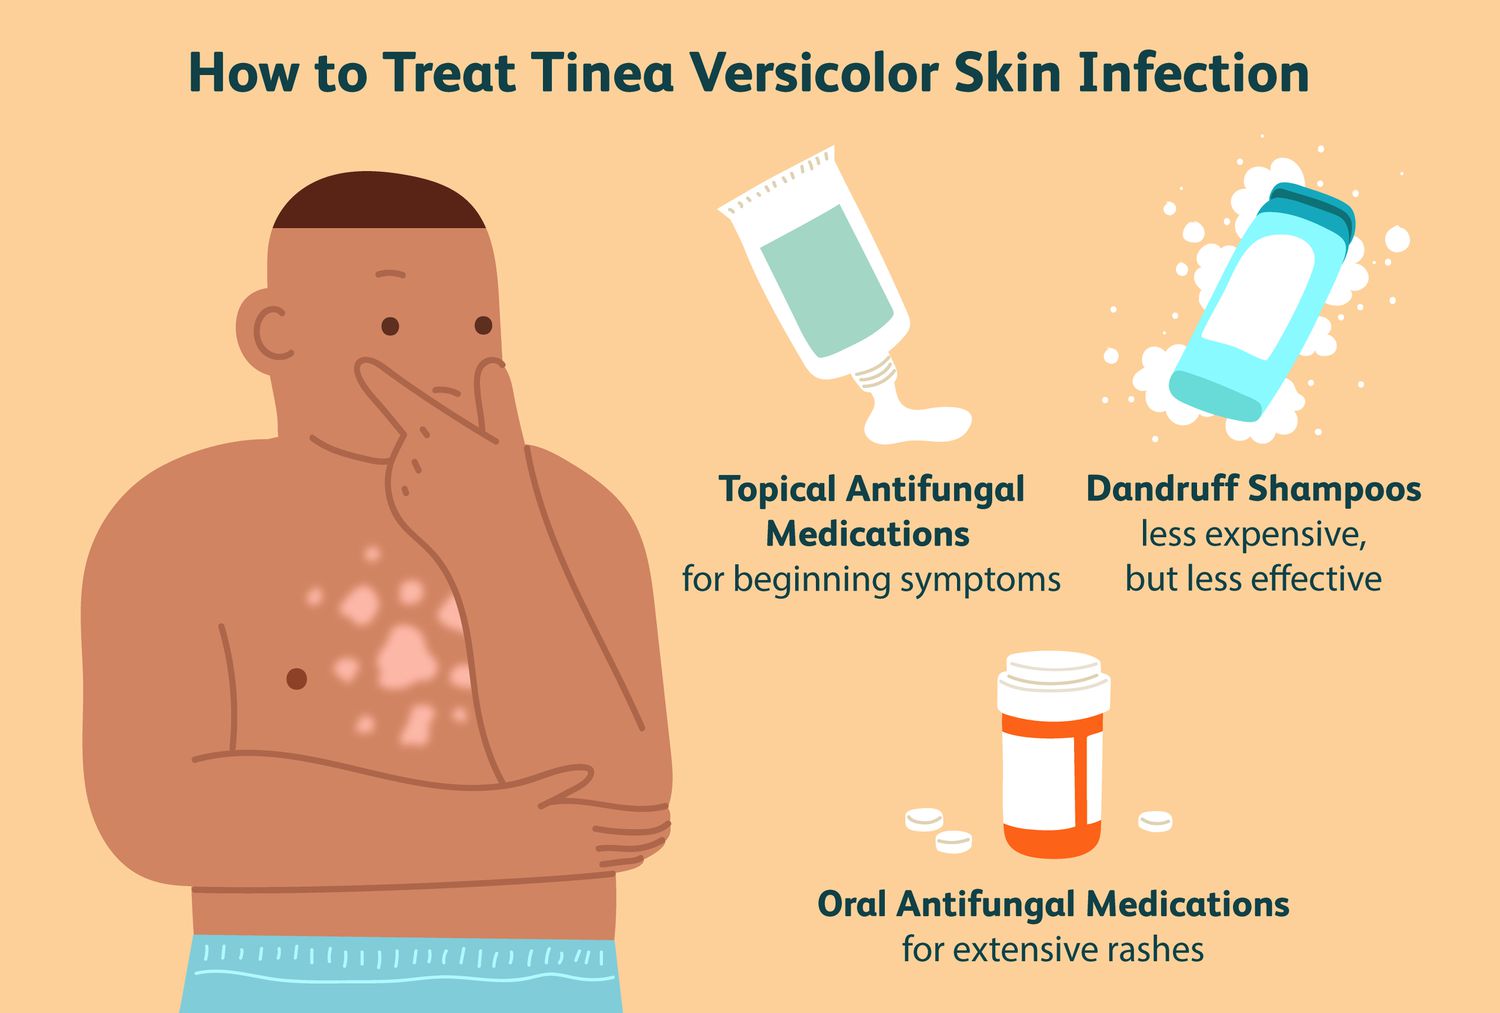 How to Treat Tinea Versicolor Skin Infection
Topical Antifungal
Medications
for beginning symptoms
Dandruff Shampoos
less expensive,
but less effective
Oral Antifungal Medications
for extensive rashes